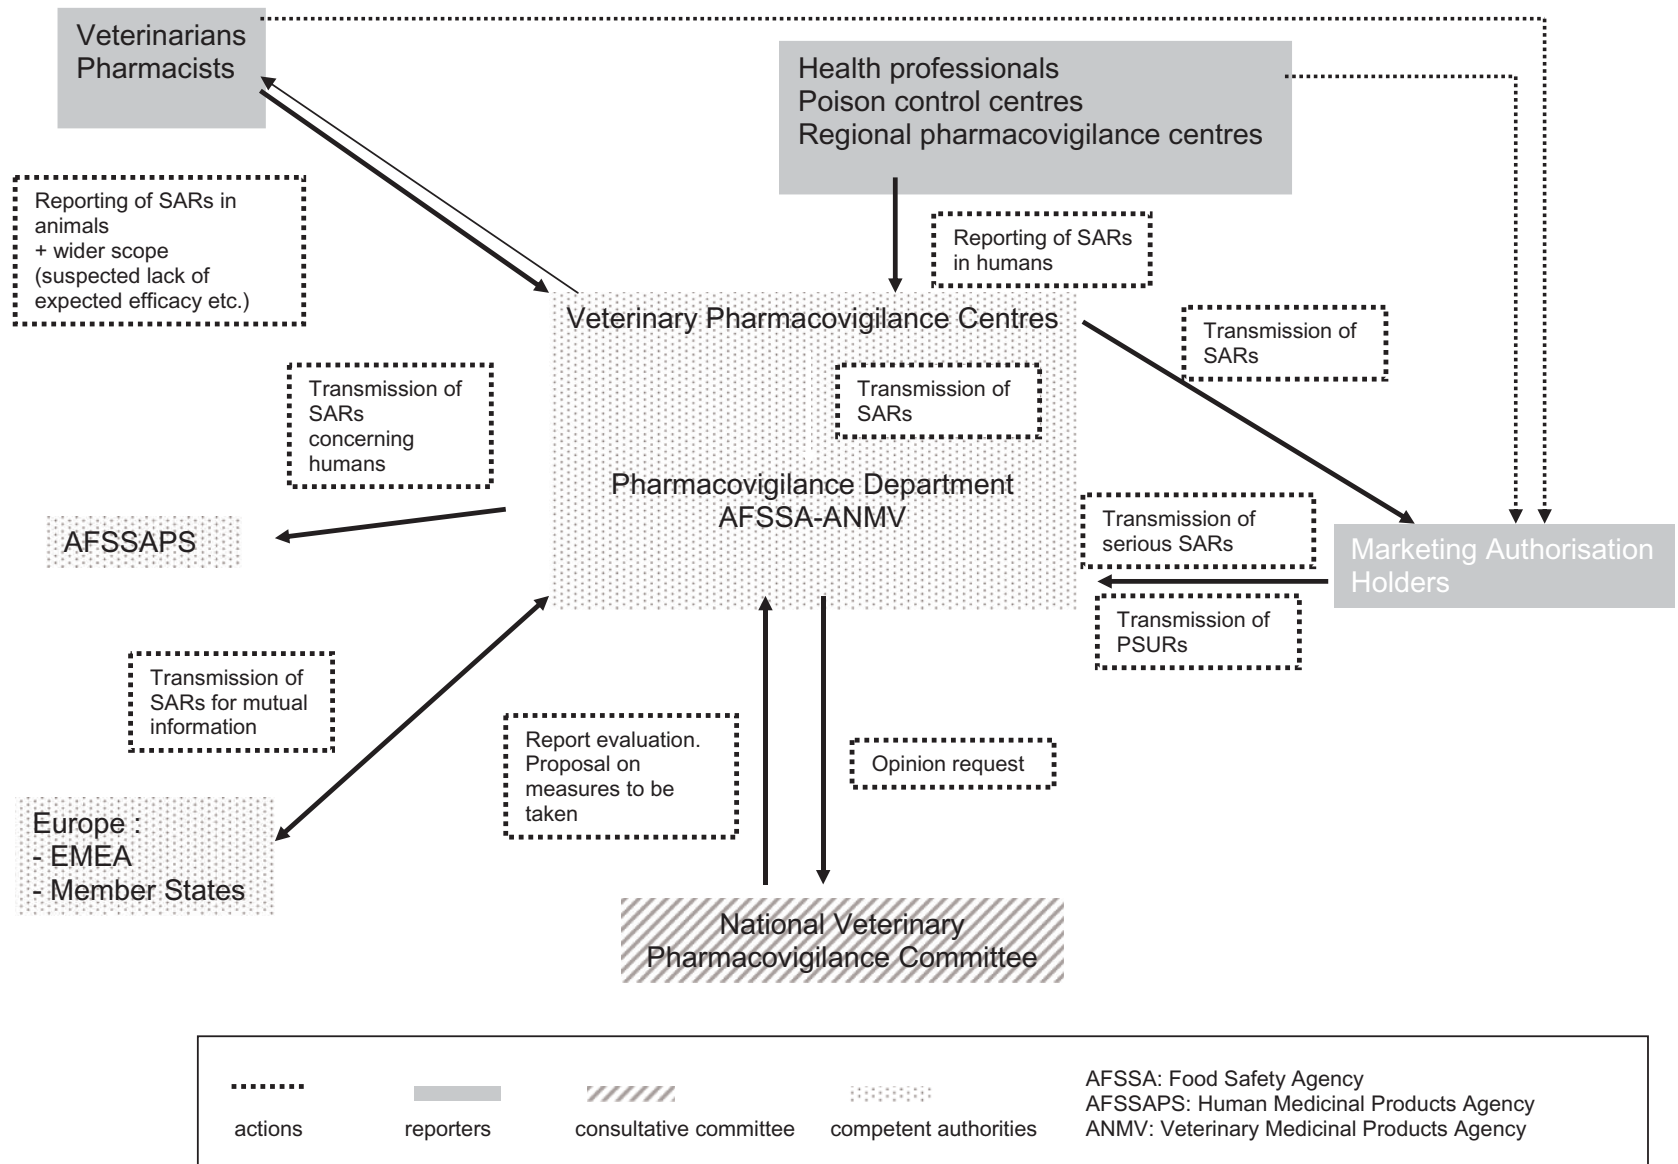 Veterinarians
Pharmacists
Health professionals
Poison control centres
Regional pharmacovigilance centres
Reporting of SARs in
animals
+ wider scope
(suspected lack of
expected efficacy etc.)
Reporting of SARs
in humans
Veterinary Pharmacovigilance Centres
Transmission of
SARs
Transmission of
SARs
concerning
humans
Transmission of
SARs
Pharmacovigilance Department
AFSSA-ANMV
AFSSAPS
Transmission of
serious SARs
Marketing Authorisation
Holders
Transmission of
PSURs
Transmission of
SARs for mutual
information
Report evaluation.
Proposal on
measures to be
taken
Opinion request
Europe :
- EMEA
- Member States
National Veterinary
Pharmacovigilance Committee
actions
reporters
consultative committee
competent authorities
AFSSA: Food Safety Agency
AFSSAPS: Human Medicinal Products Agency
ANMV: Veterinary Medicinal Products Agency